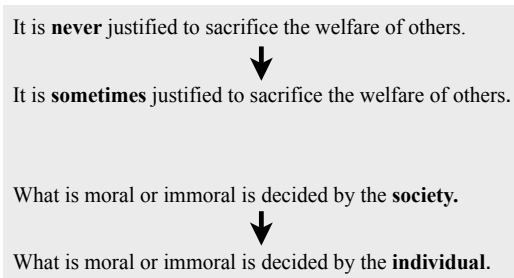 It is never justified to sacrifice the welfare of others.
It is sometimes justified to sacrifice the welfare of others.
What is moral or immoral is decided by the society.
What is moral or immoral is decided by the individual.